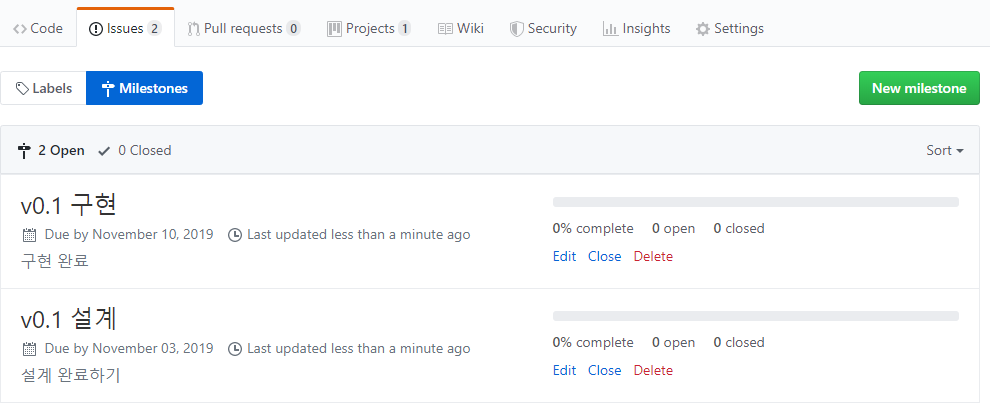 Code Issues 2 Pull requests 0 Projects 1 Wiki Security Insights Settings
Labels Milestones New milestone
2 Open 0 Closed Sort
v0.1 구현
Due by November 10, 2019 Last updated less than a minute ago
구현 완료
0% complete 0 open 0 closed
Edit Close Delete
v0.1 설계
Due by November 03, 2019 Last updated less than a minute ago
설계 완료하기
0% complete 0 open 0 closed
Edit Close Delete